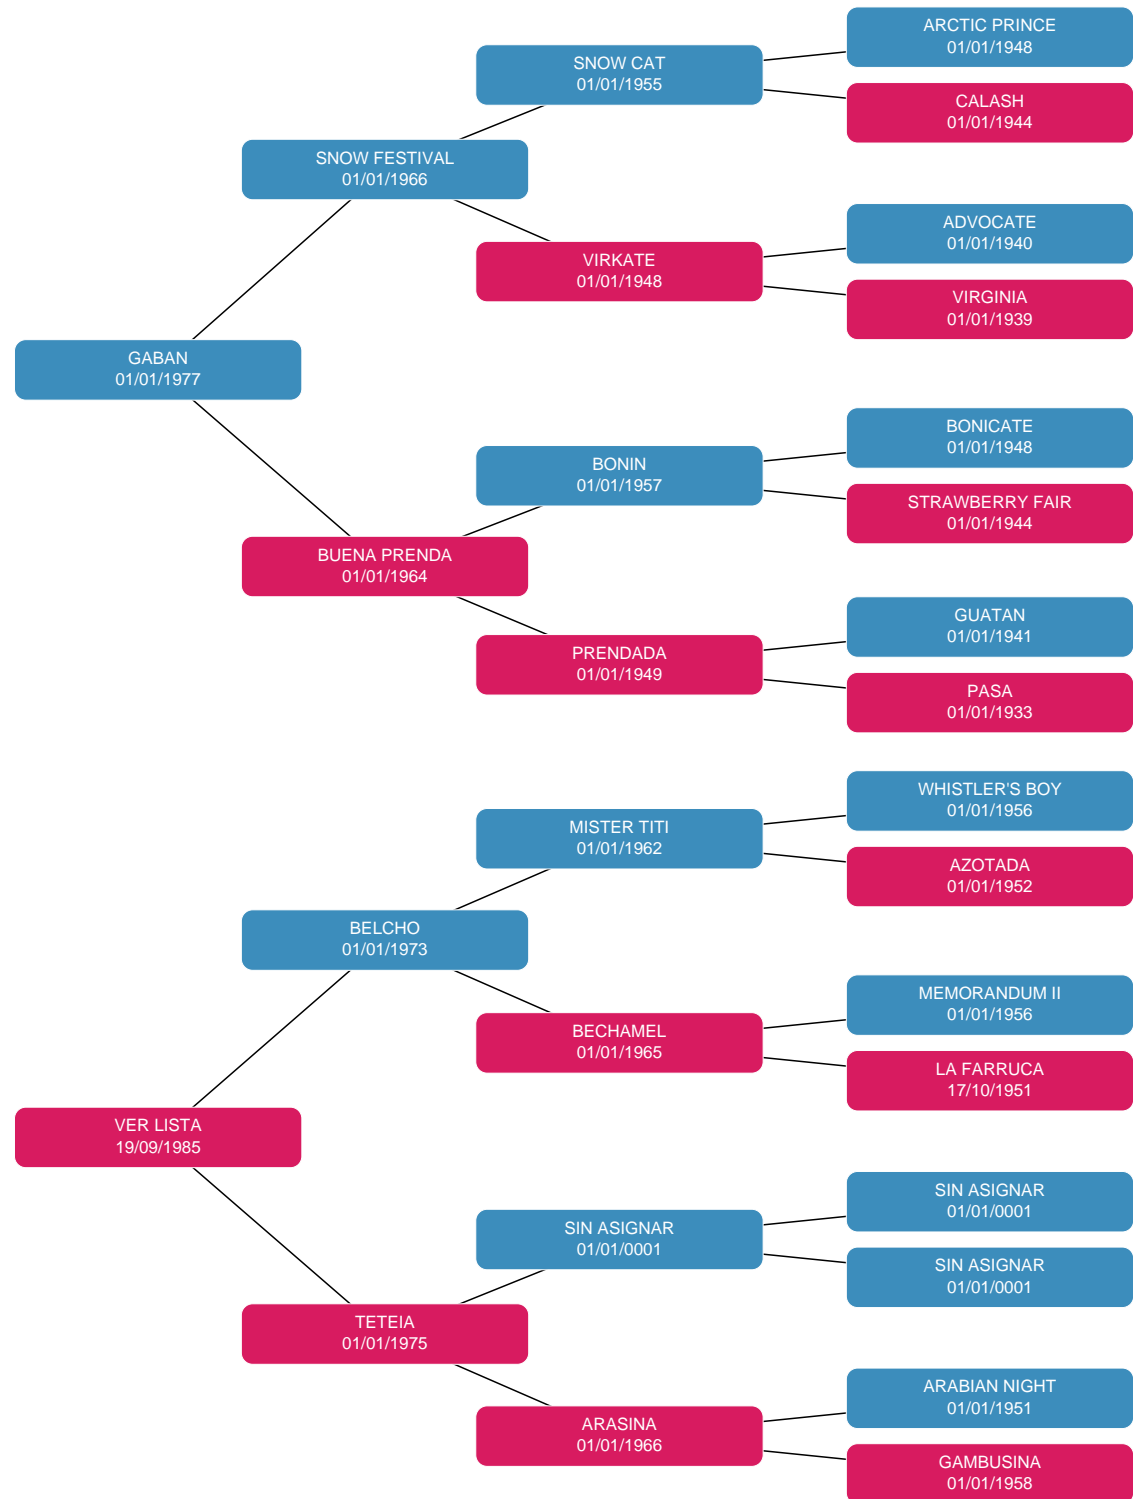 ARCTIC PRINCE
01/01/1948
SNOW CAT
01/01/1955
CALASH
01/01/1944
SNOW FESTIVAL
01/01/1966
ADVOCATE
01/01/1940
VIRKATE
01/01/1948
VIRGINIA
01/01/1939
GABAN
01/01/1977
BONICATE
01/01/1948
BONIN
01/01/1957
STRAWBERRY FAIR
01/01/1944
BUENA PRENDA
01/01/1964
GUATAN
01/01/1941
PRENDADA
01/01/1949
PASA
01/01/1933
WHISTLER'S BOY
01/01/1956
MISTER TITI
01/01/1962
AZOTADA
01/01/1952
BELCHO
01/01/1973
MEMORANDUM II
01/01/1956
BECHAMEL
01/01/1965
LA FARRUCA
17/10/1951
VER LISTA
19/09/1985
SIN ASIGNAR
01/01/0001
SIN ASIGNAR
01/01/0001
SIN ASIGNAR
01/01/0001
TETEIA
01/01/1975
ARABIAN NIGHT
01/01/1951
ARASINA
01/01/1966
GAMBUSINA
01/01/1958